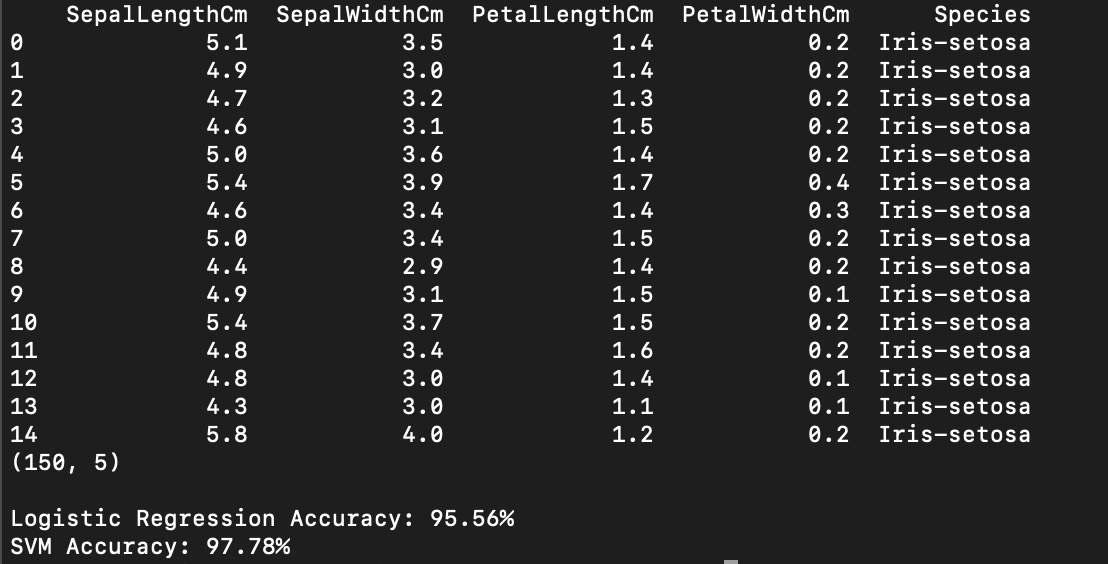 SepalLengthCm SepalWidthCm PetalLengthCm PetalWidthCm Species
0 5.1 3.5 1.4 0.2 Iris-setosa
1 4.9 3.0 1.4 0.2 Iris-setosa
2 4.7 3.2 1.3 0.2 Iris-setosa
3 4.6 3.1 1.5 0.2 Iris-setosa
4 5.0 3.6 1.4 0.2 Iris-setosa
5 5.4 3.9 1.7 0.4 Iris-setosa
6 4.6 3.4 1.4 0.3 Iris-setosa
7 5.0 3.4 1.5 0.2 Iris-setosa
8 4.4 2.9 1.4 0.2 Iris-setosa
9 4.9 3.1 1.5 0.1 Iris-setosa
10 5.4 3.7 1.5 0.2 Iris-setosa
11 4.8 3.4 1.6 0.2 Iris-setosa
12 4.8 3.0 1.4 0.1 Iris-setosa
13 4.3 3.0 1.1 0.1 Iris-setosa
14 5.8 4.0 1.2 0.2 Iris-setosa
(150, 5)
Logistic Regression Accuracy: 95.56%
SVM Accuracy: 97.78%